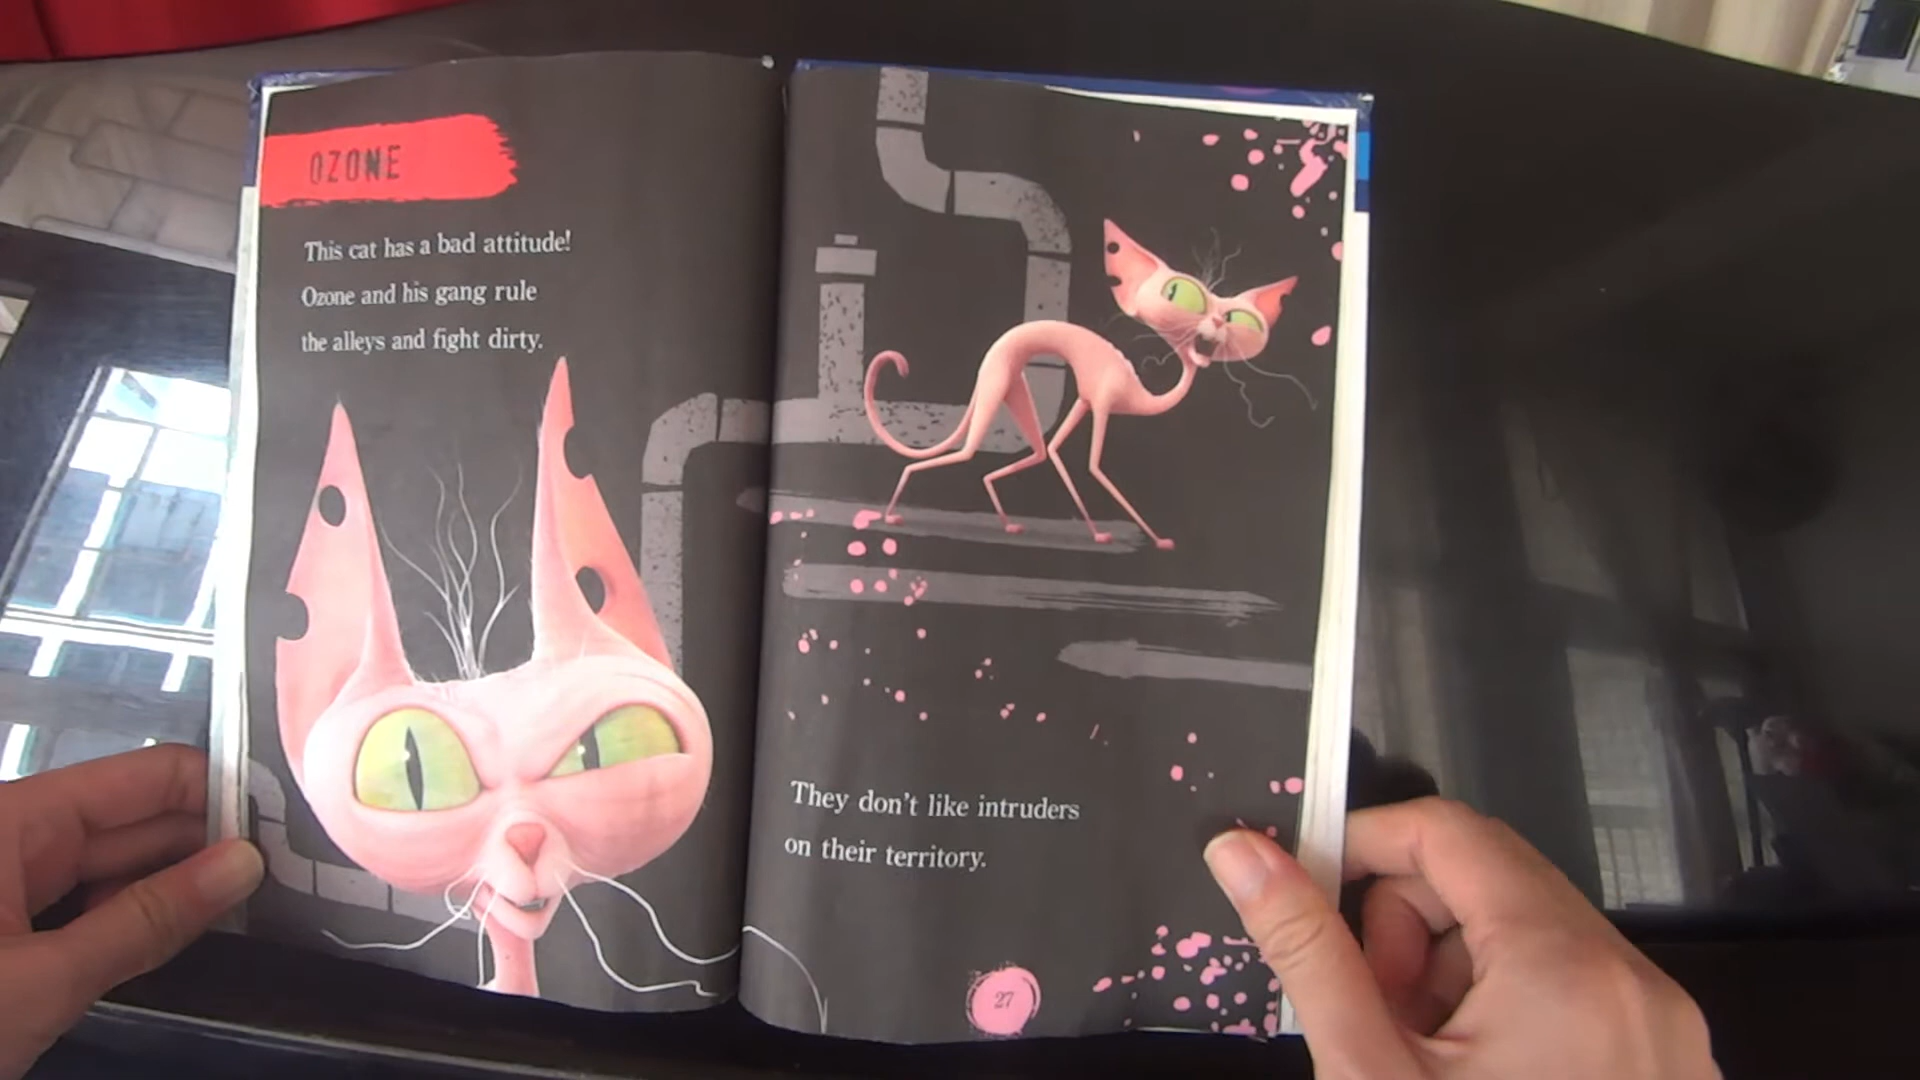 OZONE
This cat has a bad attitude!
Ozone and his gang rule
the alleys and fight dirty.
They don't like intruders
on their territory.
27